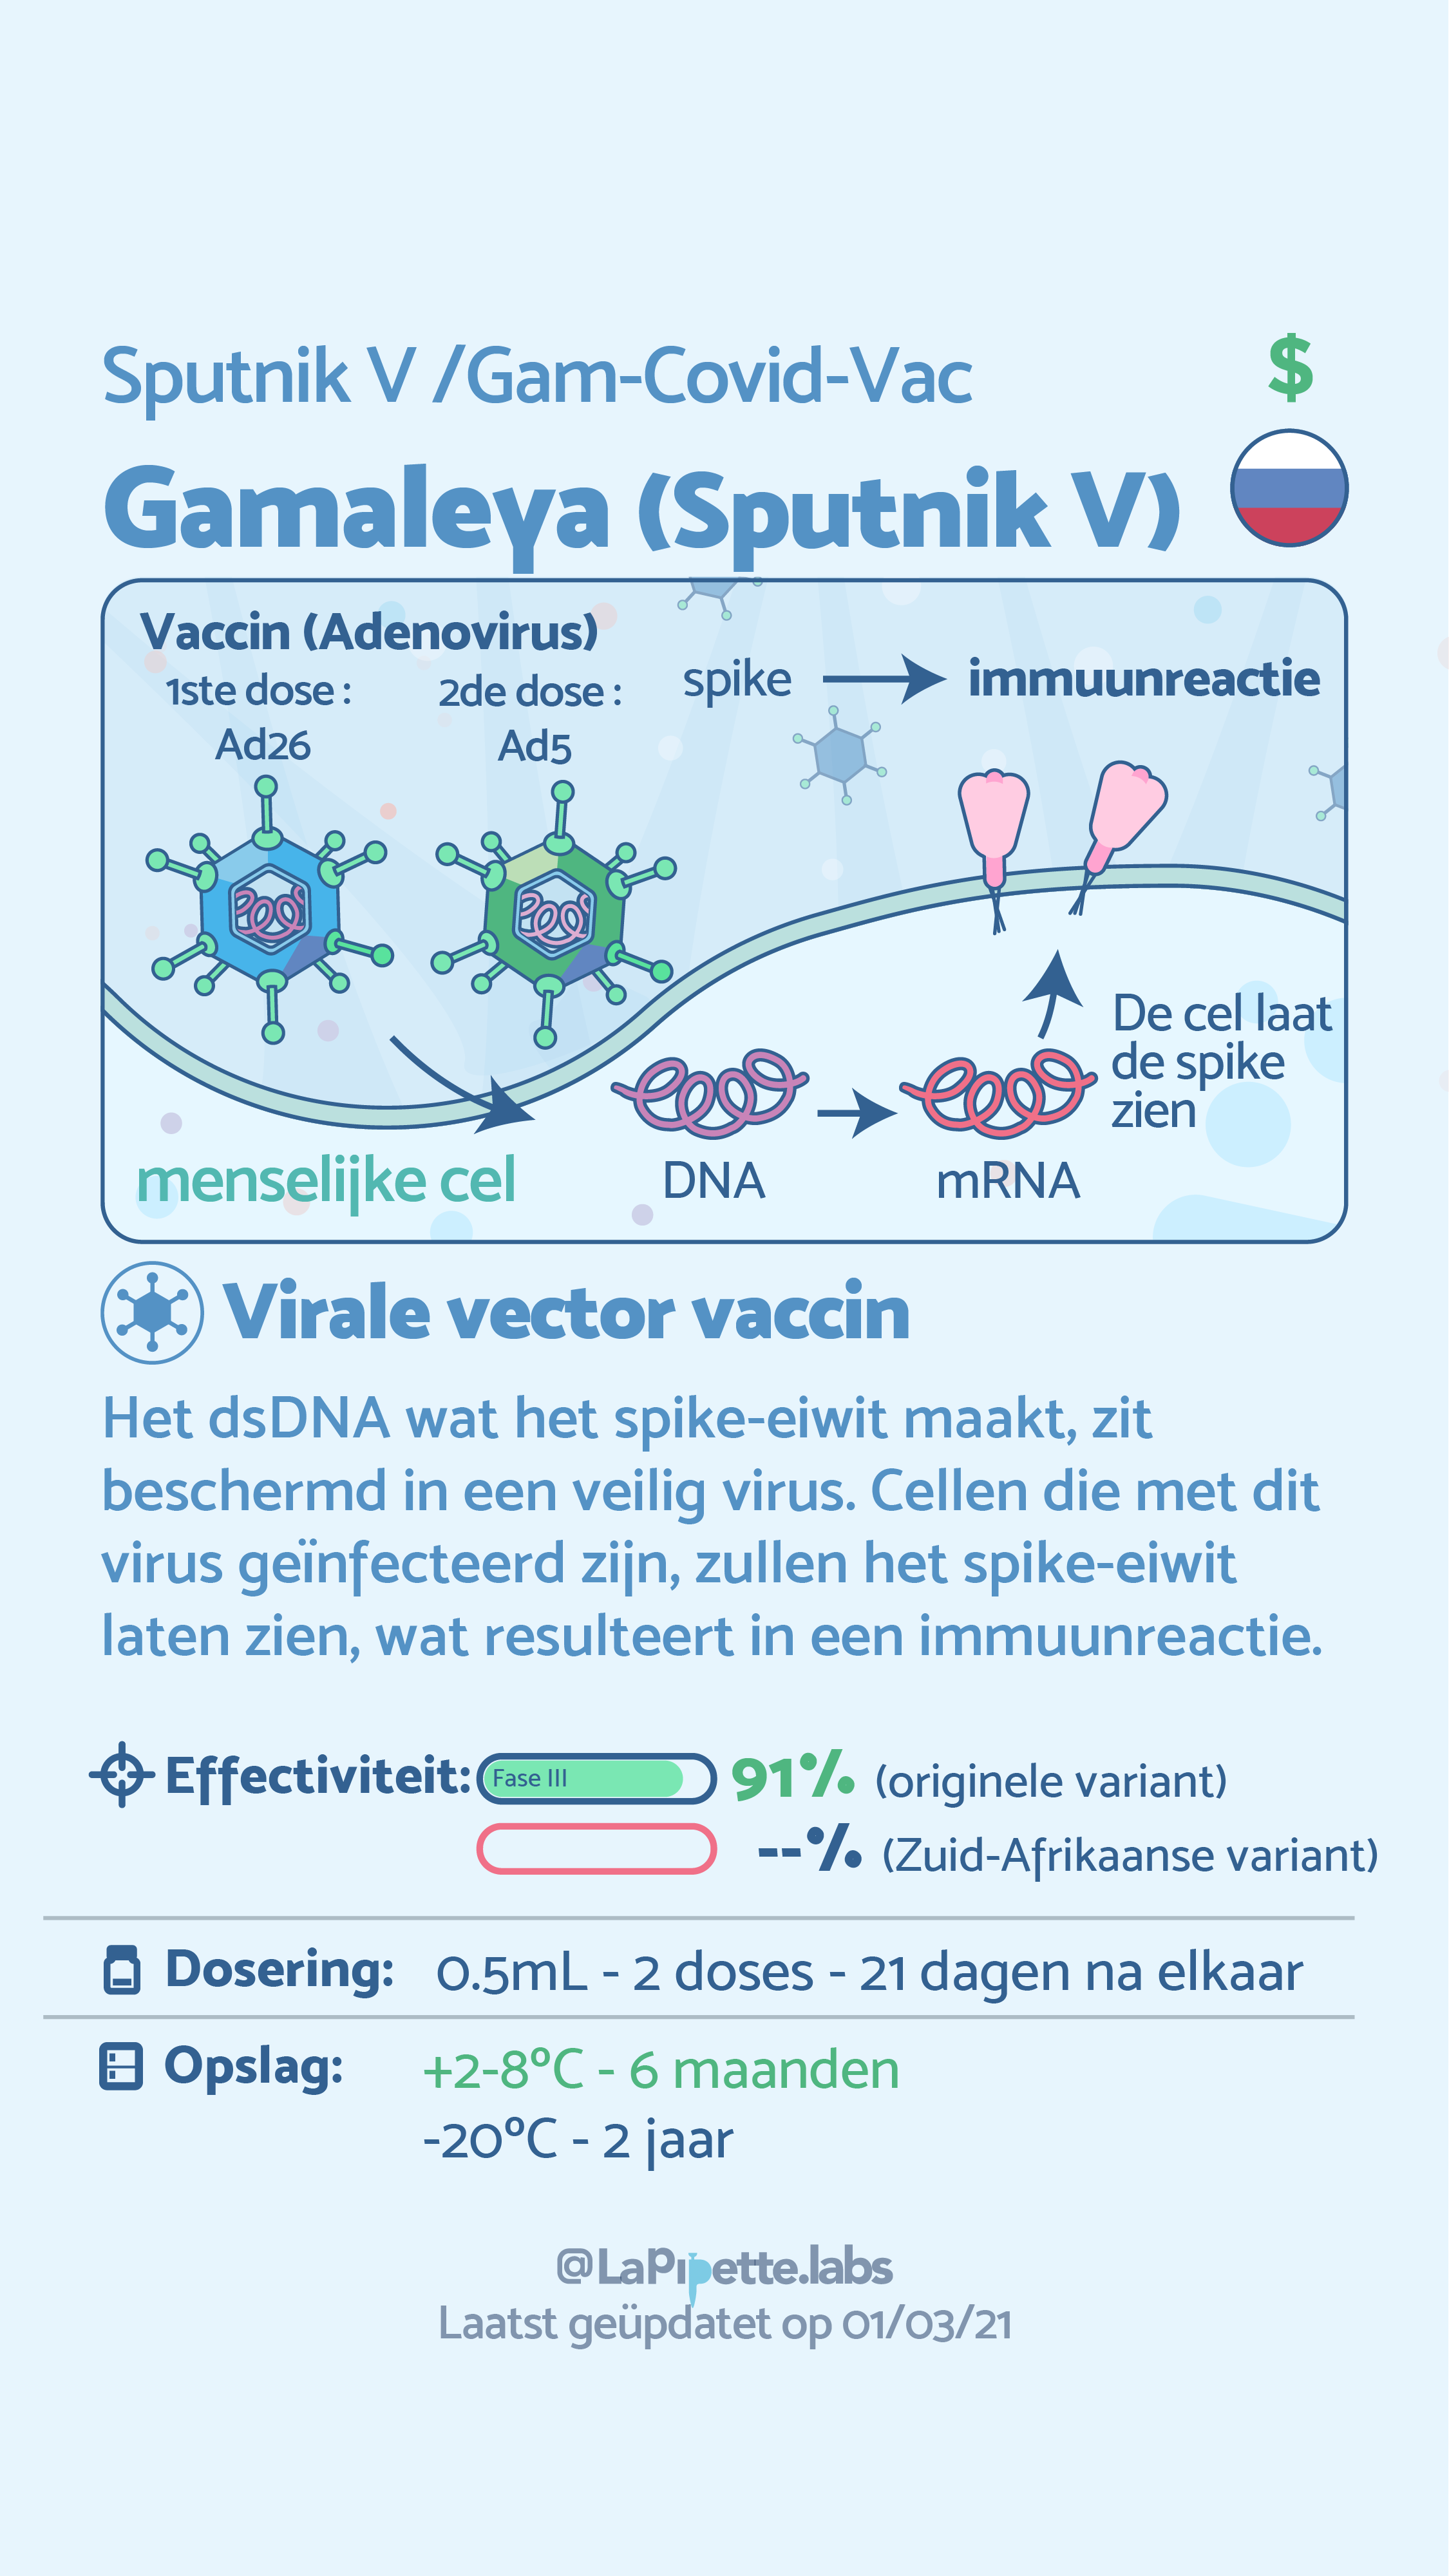 Sputnik V /Gam-Covid-Vac
$
Gamaleya (Sputnik V)
Vaccin (Adenovirus)
1ste dose :
Ad26
2de dose :
Ad5
spike
immuunreactie
De cel laat
de spike
zien
menselijke cel
DNA
mRNA
Virale vector vaccin
Het dsDNA wat het spike-eiwit maakt, zit
beschermd in een veilig virus. Cellen die met dit
virus geïnfecteerd zijn, zullen het spike-eiwit
laten zien, wat resulteert in een immuunreactie.
Effectiviteit: Fase III 91% (originele variant)
--% (Zuid-Afrikaanse variant)
Dosering: 0.5mL - 2 doses - 21 dagen na elkaar
Opslag: +2-8°C - 6 maanden
-20°C - 2 jaar
@LaPipette.labs
Laatst geüpdatet op 01/03/21